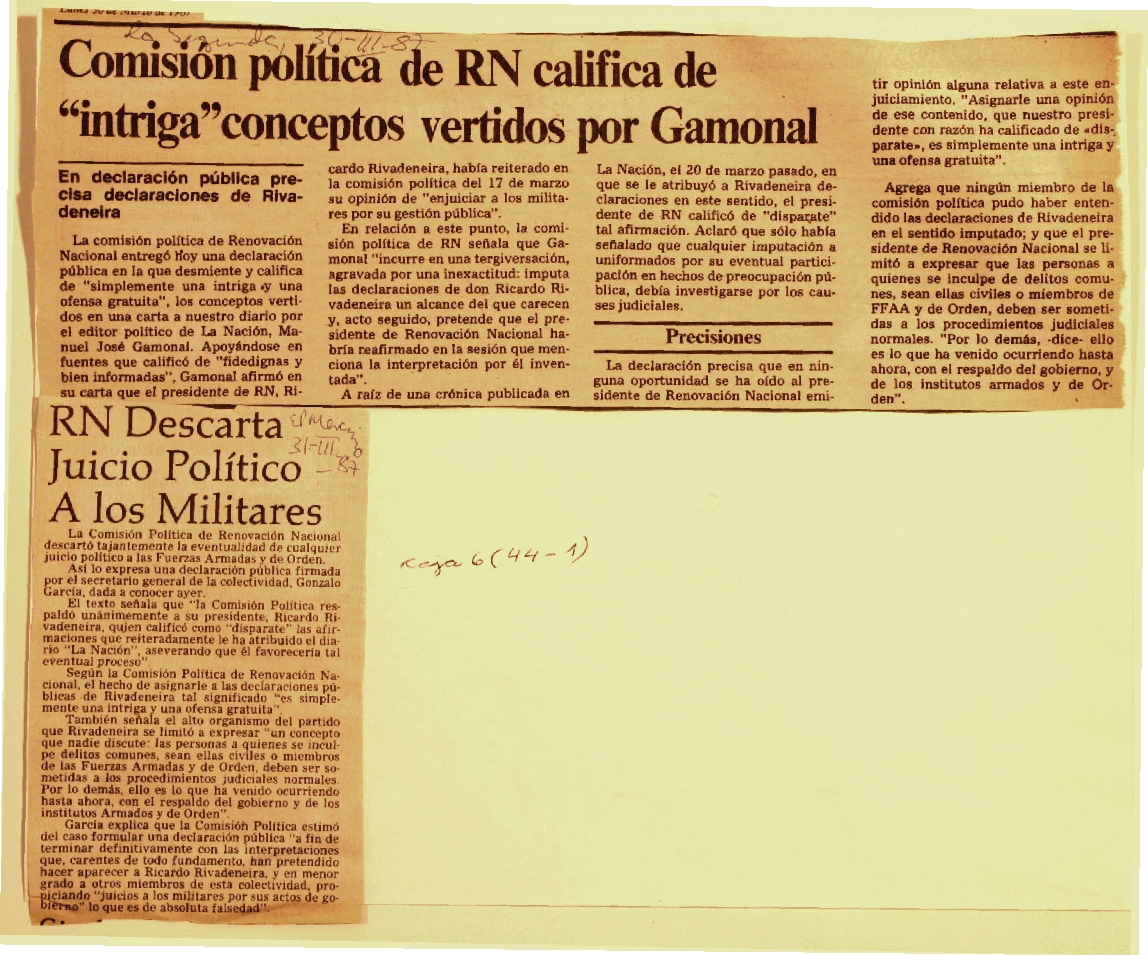 Lunes 30 de Marzo de 1987
La Segunda, 30-III-87
Comisión política de RN califica de
“intriga” conceptos vertidos por Gamonal
En declaración pública pre-
cisa declaraciones de Riva-
deneira
La comisión política de Renovación
Nacional entregó Hoy una declaración
pública en la que desmiente y califica
de "simplemente una intriga y una
ofensa gratuita", los conceptos verti-
dos en una carta a nuestro diario por
el editor político de La Nación, Ma-
nuel José Gamonal. Apoyándose en
fuentes que calificó de "fidedignas y
bien informadas", Gamonal afirmó en
su carta que el presidente de RN, Ri-
cardo Rivadeneira, había reiterado en
la comisión política del 17 de marzo
su opinión de "enjuiciar a los milita-
res por su gestión pública".
En relación a este punto, la comi-
sión política de RN señala que Ga-
monal "incurre en una tergiversación,
agravada por una inexactitud: imputa
las declaraciones de don Ricardo Ri-
vadeneira un alcance del que carecen
y, acto seguido, pretende que el pre-
sidente de Renovación Nacional ha-
bría reafirmado en la sesión que men-
ciona la interpretación por él inven-
tada".
A raíz de una crónica publicada en
La Nación, el 20 de marzo pasado, en
que se le atribuyó a Rivadeneira de-
claraciones en este sentido, el presi-
dente de RN calificó de "disparate"
tal afirmación. Aclaró que sólo había
señalado que cualquier imputación a
uniformados por su eventual partici-
pación en hechos de preocupación pú-
blica, debía investigarse por los cau-
ses judiciales.
Precisiones
La declaración precisa que en nin-
guna oportunidad se ha oído al pre-
sidente de Renovación Nacional emi-
tir opinión alguna relativa a este en-
juiciamiento. "Asignarle una opinión
de ese contenido, que nuestro presi-
dente con razón ha calificado de «dis-
parate», es simplemente una intriga y
una ofensa gratuita".
Agrega que ningún miembro de la
comisión política pudo haber enten-
dido las declaraciones de Rivadeneira
en el sentido imputado; y que el pre-
sidente de Renovación Nacional se li-
mitó a expresar que las personas a
quienes se inculpe de delitos comu-
nes, sean ellas civiles o miembros de
FFAA y de Orden, deben ser someti-
das a los procedimientos judiciales
normales. "Por lo demás, -dice- ello
es lo que ha venido ocurriendo hasta
ahora, con el respaldo del gobierno, y
de los institutos armados y de Or-
den".
RN Descarta
Juicio Político
A los Militares
El Mercurio
31-III-
-87
La Comisión Política de Renovación Nacional
descartó tajantemente la eventualidad de cualquier
juicio político a las Fuerzas Armadas y de Orden.
Así lo expresa una declaración pública firmada
por el secretario general de la colectividad, Gonzalo
García, dada a conocer ayer.
El texto señala que "la Comisión Política res-
paldó unánimemente a su presidente, Ricardo Ri-
vadeneira, quien calificó como "disparate" las afir-
maciones que reiteradamente le ha atribuido el dia-
rio "La Nación", aseverando que él favorecería tal
eventual proceso".
Según la Comisión Política de Renovación Na-
cional, el hecho de asignarle a las declaraciones pú-
blicas de Rivadeneira tal significado "es simple-
mente una intriga y una ofensa gratuita".
También señala el alto organismo del partido
que Rivadeneira se limitó a expresar "un concepto
que nadie discute: las personas a quienes se incul-
pe delitos comunes, sean ellas civiles o miembros
de las Fuerzas Armadas y de Orden, deben ser so-
metidas a los procedimientos judiciales normales.
Por lo demás, ello es lo que ha venido ocurriendo
hasta ahora, con el respaldo del gobierno y de los
institutos Armados y de Orden".
García explica que la Comisión Política estimó
del caso formular una declaración pública "a fin de
terminar definitivamente con las interpretaciones
que, carentes de todo fundamento, han pretendido
hacer aparecer a Ricardo Rivadeneira, y en menor
grado a otros miembros de esta colectividad, pro-
piciando "juicios a los militares por sus actos de go-
bierno" lo que es de absoluta falsedad".
Caja 6 (44-1)